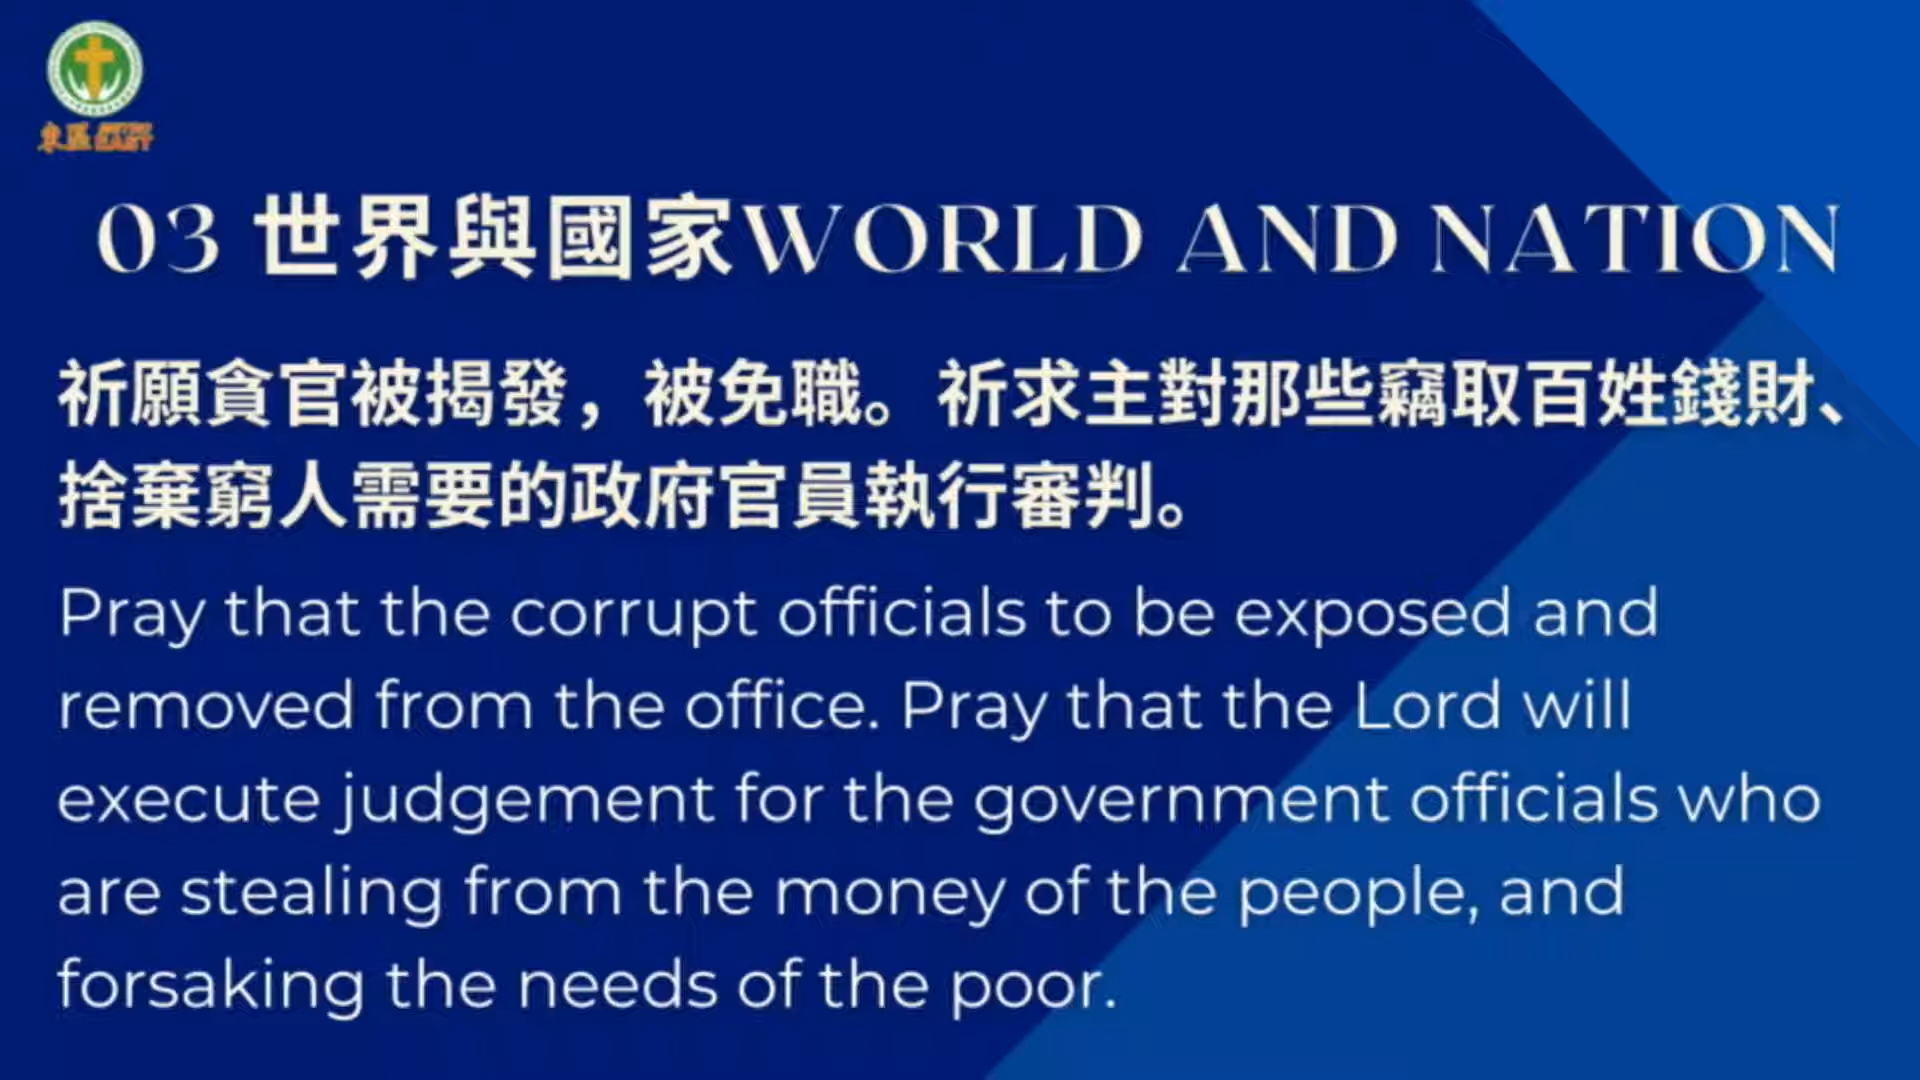 東區 EAST
03 世界與國家WORLD AND NATION
祈願貪官被揭發，被免職。祈求主對那些竊取百姓錢財、
捨棄窮人需要的政府官員執行審判。
Pray that the corrupt officials to be exposed and
removed from the office. Pray that the Lord will
execute judgement for the government officials who
are stealing from the money of the people, and
forsaking the needs of the poor.